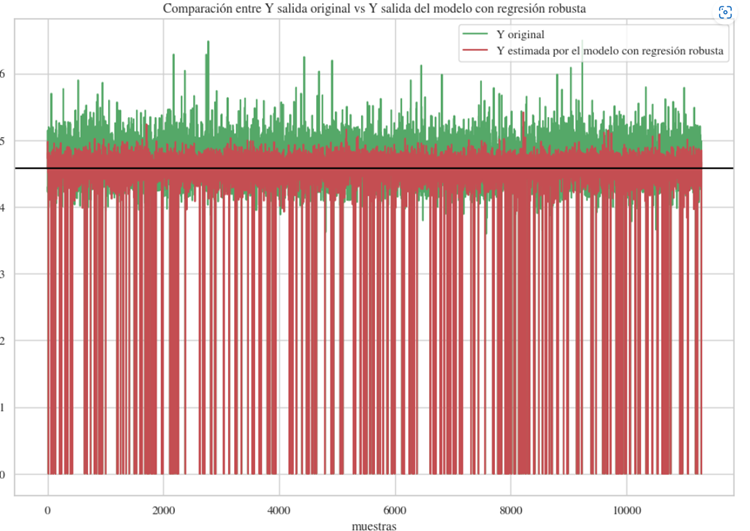 Comparación entre Y salida original vs Y salida del modelo con regresión robusta
Y original
Y estimada por el modelo con regresión robusta
6
5
4
3
2
1
0
0 2000 4000 6000 8000 10000
muestras